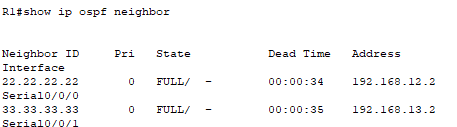 R1#show ip ospf neighbor
Neighbor ID Pri State Dead Time Address
Interface
22.22.22.22 0 FULL/ - 00:00:34 192.168.12.2
Serial0/0/0
33.33.33.33 0 FULL/ - 00:00:35 192.168.13.2
Serial0/0/1